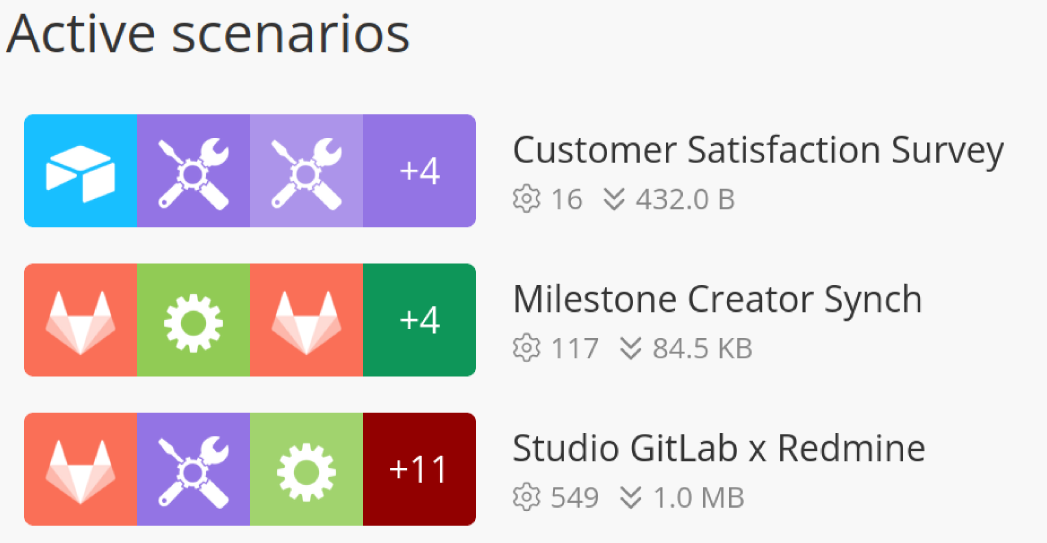 Active scenarios
+4
Customer Satisfaction Survey
16 432.0 B
+4
Milestone Creator Synch
117 84.5 KB
+11
Studio GitLab x Redmine
549 1.0 MB